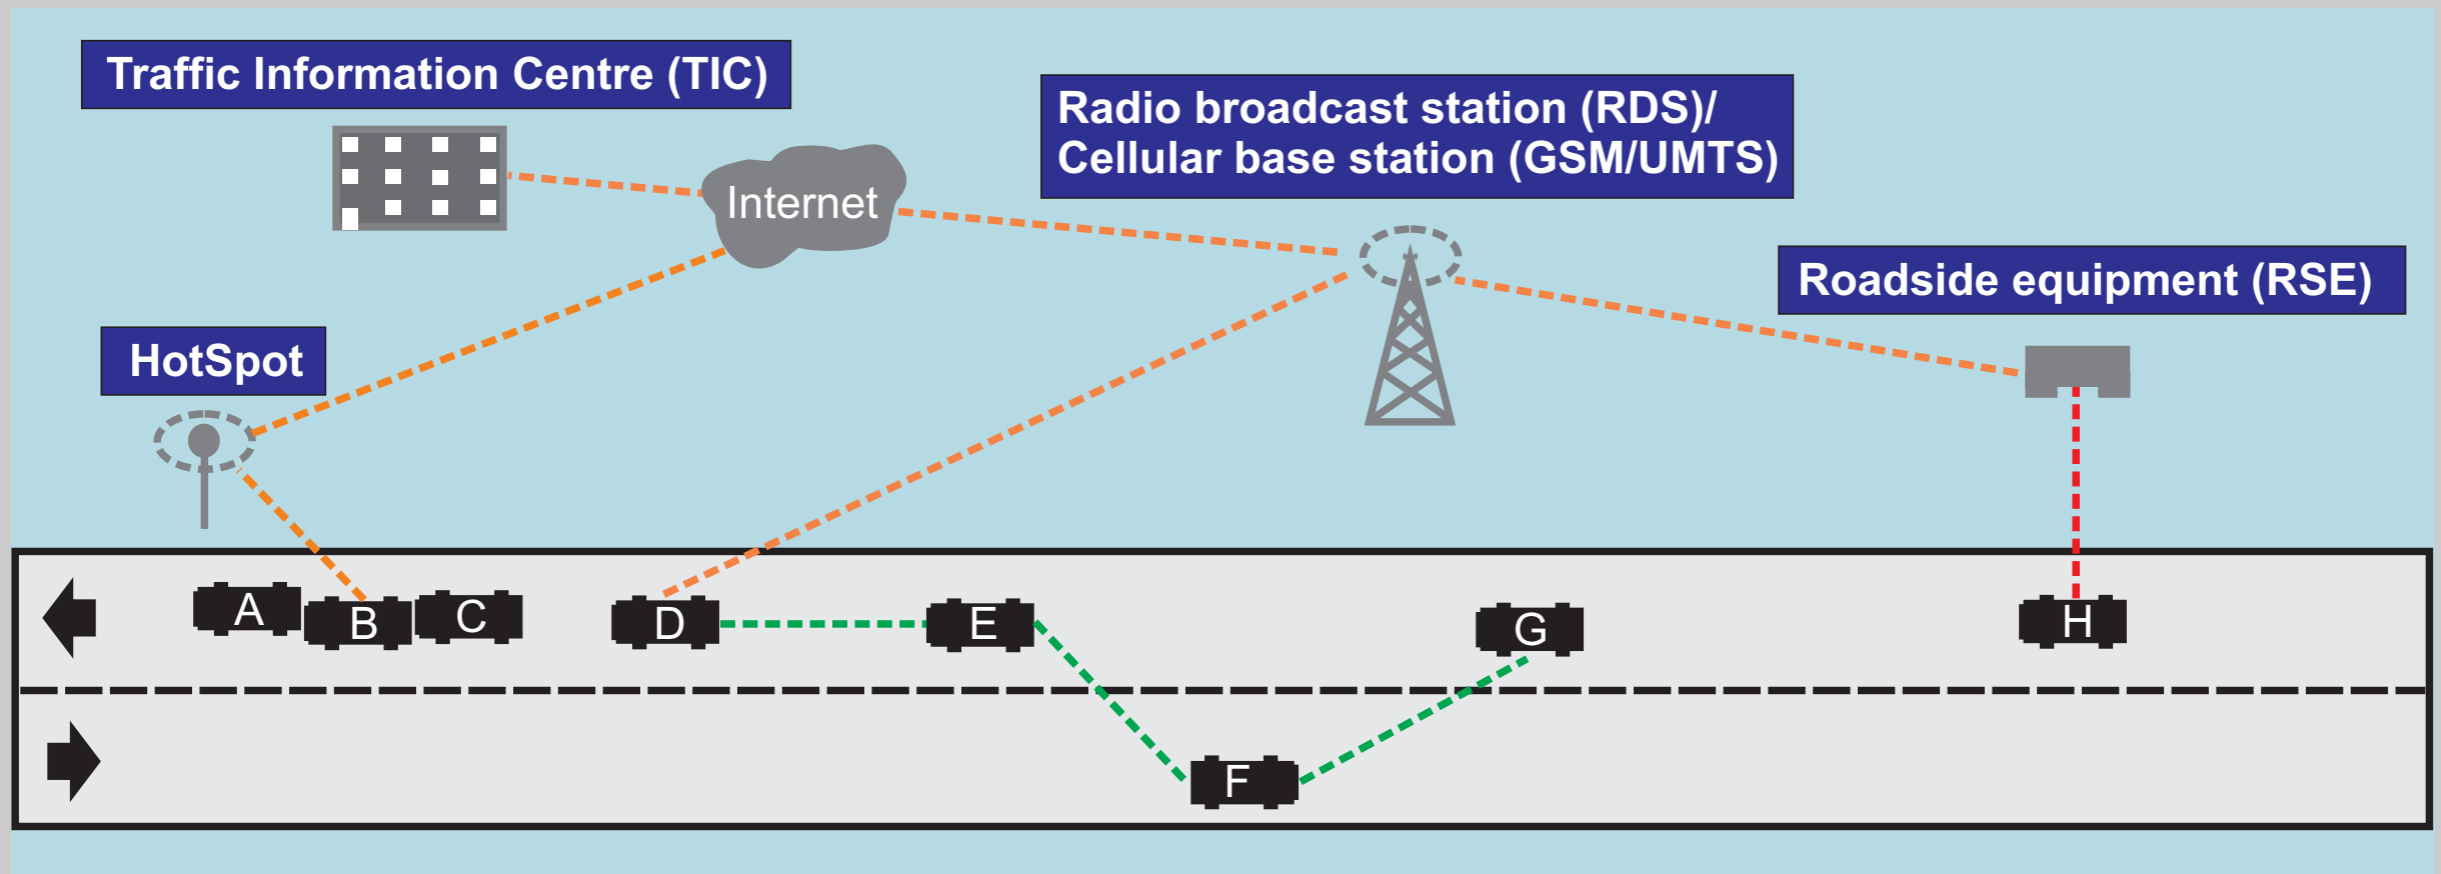 Traffic Information Centre (TIC)
Radio broadcast station (RDS)/
Cellular base station (GSM/UMTS)
Internet
Roadside equipment (RSE)
HotSpot
A
B
C
D
E
G
H
F